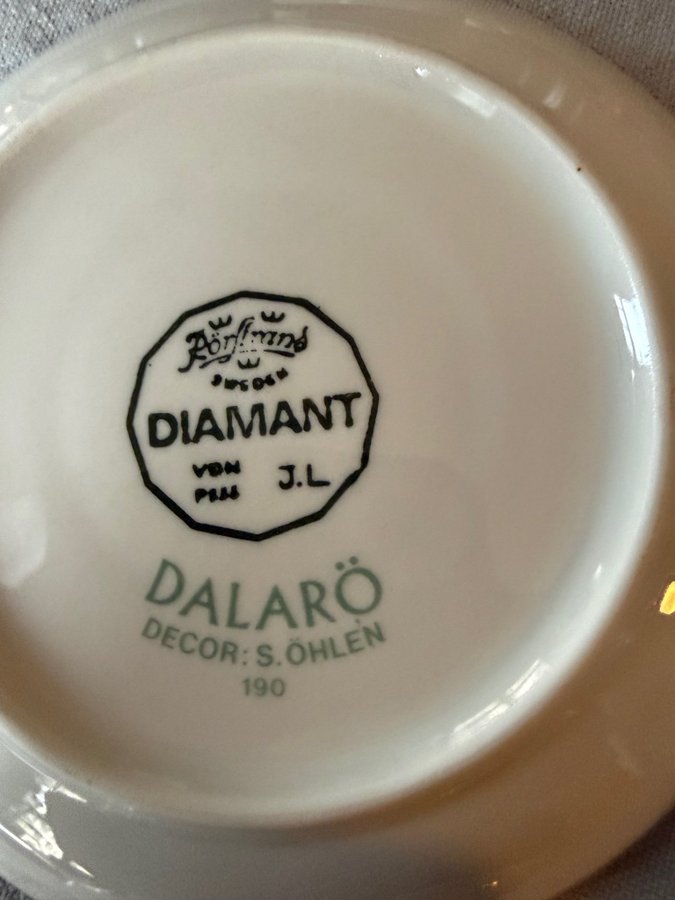 Rörstrand
SWEDEN
DIAMANT
J.L
DALARÖ
DECOR: S. ÖHLEN
190